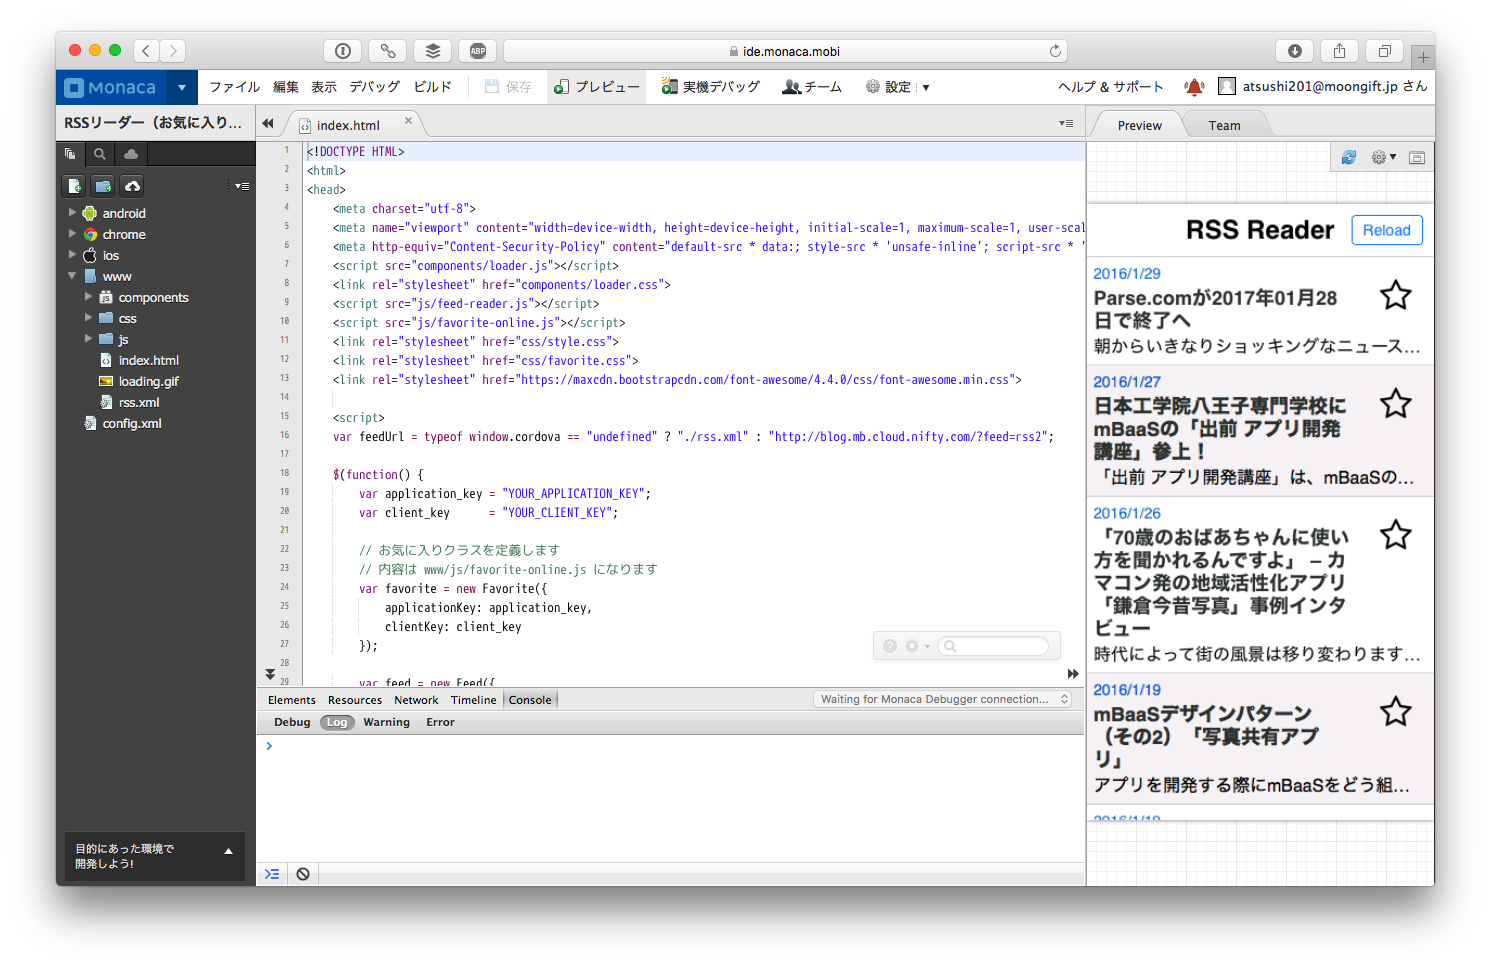 ide.monaca.mobi
ABP
Monaca ファイル 編集 表示 デバッグ ビルド 保存 プレビュー 実機デバッグ チーム 設定 ヘルプ & サポート atsushi201@moongift.jp さん
RSSリーダー（お気に入り...
index.html
Preview Team
android
chrome
ios
www
components
css
js
index.html
loading.gif
rss.xml
config.xml
目的にあった環境で
開発しよう!
1 <!DOCTYPE HTML>
2 <html>
3 <head>
4 <meta charset="utf-8">
5 <meta name="viewport" content="width=device-width, height=device-height, initial-scale=1, maximum-scale=1, user-scal
6 <meta http-equiv="Content-Security-Policy" content="default-src * data:; style-src * 'unsafe-inline'; script-src * '
7 <script src="components/loader.js"></script>
8 <link rel="stylesheet" href="components/loader.css">
9 <script src="js/feed-reader.js"></script>
10 <script src="js/favorite-online.js"></script>
11 <link rel="stylesheet" href="css/style.css">
12 <link rel="stylesheet" href="css/favorite.css">
13 <link rel="stylesheet" href="https://maxcdn.bootstrapcdn.com/font-awesome/4.4.0/css/font-awesome.min.css">
14
15 <script>
16 var feedUrl = typeof window.cordova == "undefined" ? "./rss.xml" : "http://blog.mb.cloud.nifty.com/?feed=rss2";
17
18 $(function() {
19 var application_key = "YOUR_APPLICATION_KEY";
20 var client_key = "YOUR_CLIENT_KEY";
21
22 // お気に入りクラスを定義します
23 // 内容は www/js/favorite-online.js になります
24 var favorite = new Favorite({
25 applicationKey: application_key,
26 clientKey: client_key
27 });
28
29 var feed = new Feed({
Elements Resources Network Timeline Console Waiting for Monaca Debugger connection...
Debug Log Warning Error
RSS Reader Reload
2016/1/29
Parse.comが2017年01月28
日で終了へ
朝からいきなりショッキングなニュース...
2016/1/27
日本工学院八王子専門学校に
mBaaSの「出前 アプリ開発
講座」参上！
「出前 アプリ開発講座」は、mBaaSの...
2016/1/26
「70歳のおばあちゃんに使い
方を聞かれるんですよ」 – カ
マコン発の地域活性化アプリ
「鎌倉今昔写真」事例インタ
ビュー
時代によって街の風景は移り変わります...
2016/1/19
mBaaSデザインパターン
（その2）「写真共有アプ
リ」
アプリを開発する際にmBaaSをどう組...
2016/1/19